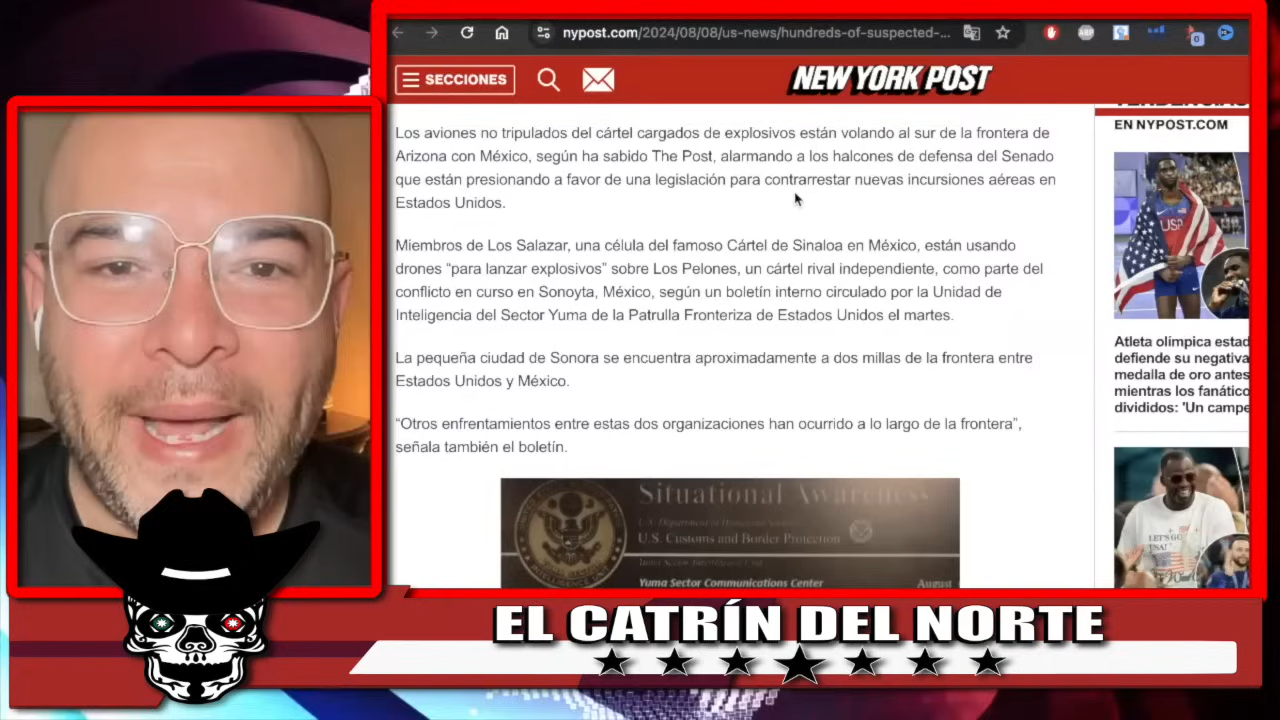 nypost.com/2024/08/08/us-news/hundreds-of-suspected-...
ABP
0
SECCIONES
NEW YORK POST
Los aviones no tripulados del cártel cargados de explosivos están volando al sur de la frontera de
Arizona con México, según ha sabido The Post, alarmando a los halcones de defensa del Senado
que están presionando a favor de una legislación para contrarrestar nuevas incursiones aéreas en
Estados Unidos.
Miembros de Los Salazar, una célula del famoso Cártel de Sinaloa en México, están usando
drones “para lanzar explosivos” sobre Los Pelones, un cártel rival independiente, como parte del
conflicto en curso en Sonoyta, México, según un boletín interno circulado por la Unidad de
Inteligencia del Sector Yuma de la Patrulla Fronteriza de Estados Unidos el martes.
La pequeña ciudad de Sonora se encuentra aproximadamente a dos millas de la frontera entre
Estados Unidos y México.
“Otros enfrentamientos entre estas dos organizaciones han ocurrido a lo largo de la frontera”,
señala también el boletín.
Situational Awareness
U.S. Customs and Border Protection
Yuma Sector Communications Center
August
TENDENCIAS
EN NYPOST.COM
USA
Atleta olímpica estad
defiende su negativa
medalla de oro antes
mientras los fanático
divididos: 'Un campe
LET'S GO
USA!
EL CATRÍN DEL NORTE